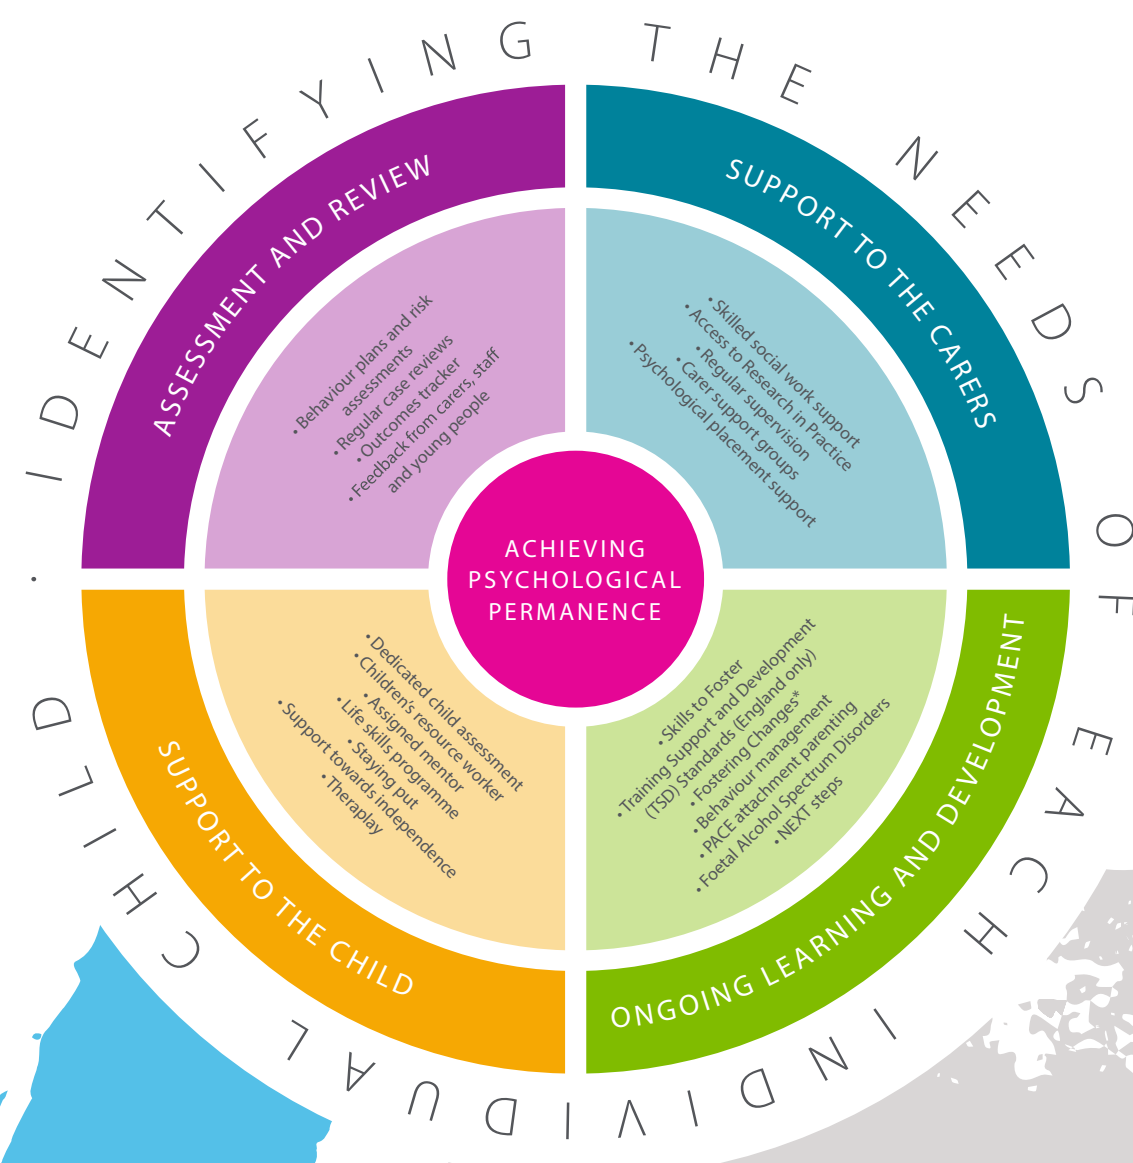 IDENTIFYING THE NEEDS OF EACH INDIVIDUAL CHILD •
ASSESSMENT AND REVIEW
• Behaviour plans and risk
assessments
• Regular case reviews
• Outcomes tracker
• Feedback from carers, staff
and young people
SUPPORT TO THE CARERS
• Skilled social work support
• Access to Research in Practice
• Regular supervision
• Carer support groups
• Psychological placement support
ACHIEVING
PSYCHOLOGICAL
PERMANENCE
SUPPORT TO THE CHILD
• Dedicated child assessment
• Children's resource worker
• Assigned mentor
• Life skills programme
• Staying put
• Support towards independence
• Theraplay
ONGOING LEARNING AND DEVELOPMENT
• Skills to Foster
• Training Support and Development
(TSD) Standards (England only)
• Fostering Changes*
• Behaviour management
• PACE attachment parenting
• Foetal Alcohol Spectrum Disorders
• NEXT steps